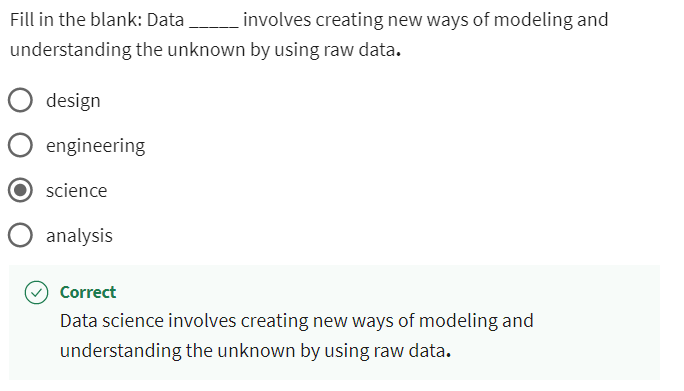 Fill in the blank: Data _____ involves creating new ways of modeling and
understanding the unknown by using raw data.
design
engineering
science
analysis
Correct
Data science involves creating new ways of modeling and
understanding the unknown by using raw data.